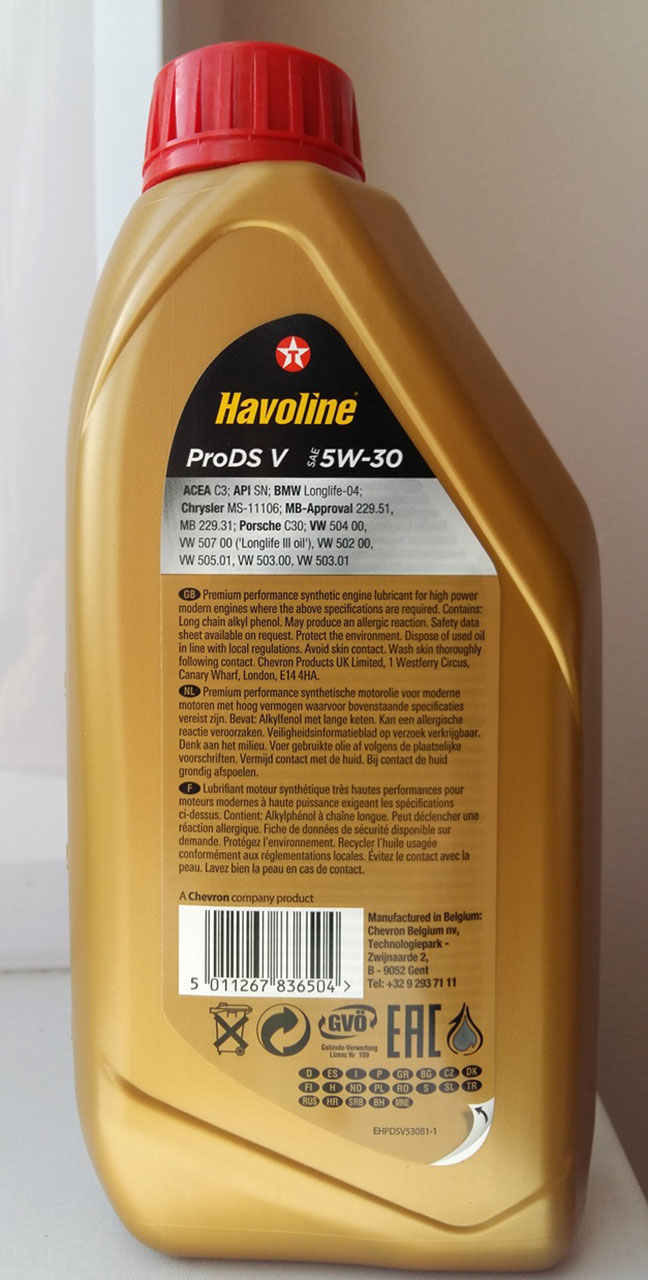 T
Havoline
ProDS V SAE 5W-30
ACEA C3; API SN; BMW Longlife-04;
Chrysler MS-11106; MB-Approval 229.51,
MB 229.31; Porsche C30; VW 504 00,
VW 507 00 ('Longlife III oil'), VW 502 00,
VW 505.01, VW 503.00, VW 503.01
GB Premium performance synthetic engine lubricant for high power
modern engines where the above specifications are required. Contains:
Long chain alkyl phenol. May produce an allergic reaction. Safety data
sheet available on request. Protect the environment. Dispose of used oil
in line with local regulations. Avoid skin contact. Wash skin thoroughly
following contact. Chevron Products UK Limited, 1 Westferry Circus,
Canary Wharf, London, E14 4HA.
NL Premium performance synthetische motorolie voor moderne
motoren met hoog vermogen waarvoor bovenstaande specificaties
vereist zijn. Bevat: Alkylfenol met lange keten. Kan een allergische
reactie veroorzaken. Veiligheidsinformatieblad op verzoek verkrijgbaar.
Denk aan het milieu. Voer gebruikte olie af volgens de plaatselijke
voorschriften. Vermijd contact met de huid. Bij contact de huid
grondig afspoelen.
F Lubrifiant moteur synthétique très hautes performances pour
moteurs modernes à haute puissance exigeant les spécifications
ci-dessus. Contient: Alkylphénol à chaîne longue. Peut déclencher une
réaction allergique. Fiche de données de sécurité disponible sur
demande. Protégez l'environnement. Recycler l'huile usagée
conformément aux réglementations locales. Évitez le contact avec la
peau. Lavez bien la peau en cas de contact.
A Chevron company product
Manufactured in Belgium:
Chevron Belgium nv,
Technologiepark -
Zwijnaarde 2,
B - 9052 Gent
Tel: +32 9 293 71 11
5 011267 836504 >
GVÖ EAC
Gebinde-Verwertung
Lizenz Nr 109
D ES I P GR BG CZ DK
FI H NO PL RO S SL TR
RUS HR SRB BH MNE
EHPDSV530B1-1